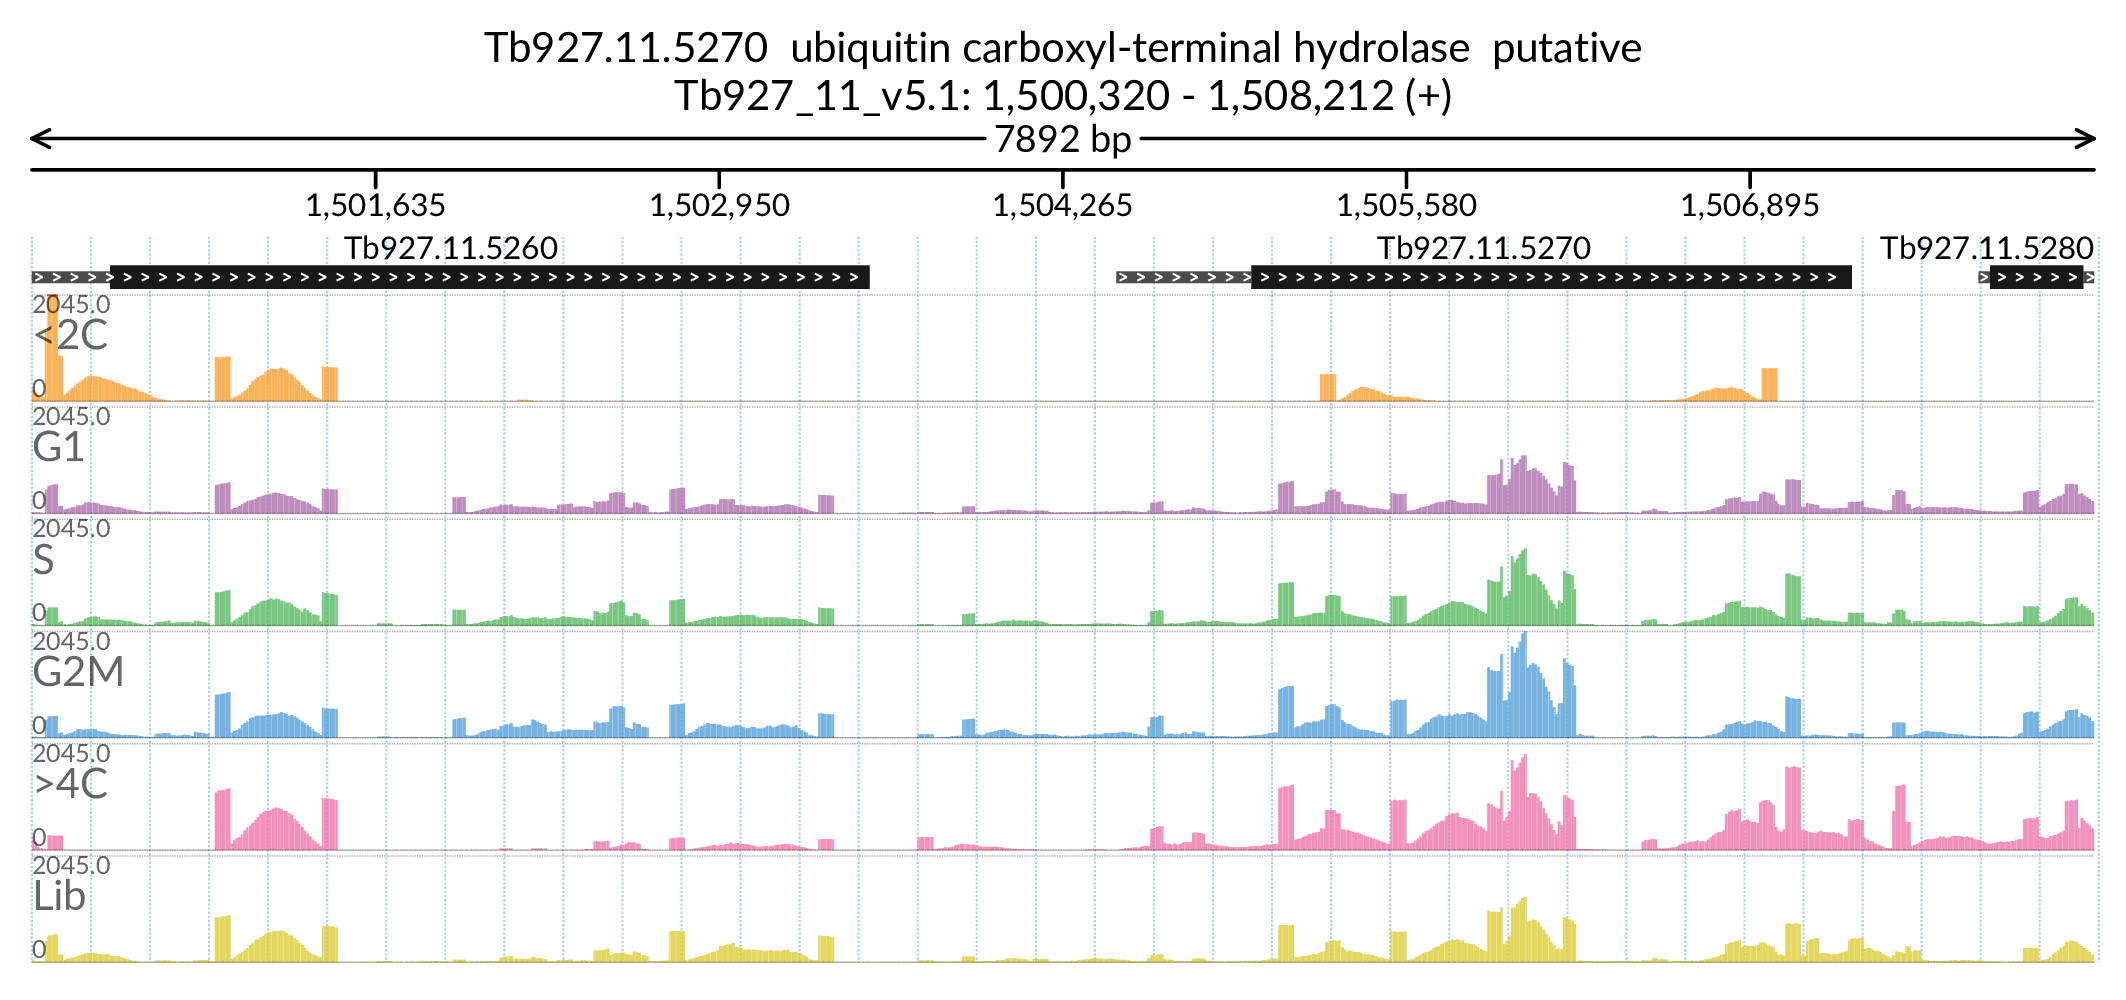 Tb927.11.5270  ubiquitin carboxyl-terminal hydrolase  putative
Tb927_11_v5.1: 1,500,320 - 1,508,212 (+)
7892 bp
1,501,635 1,502,950 1,504,265 1,505,580 1,506,895
Tb927.11.5260 Tb927.11.5270 Tb927.11.5280
2045.0
<2C
0
2045.0
G1
0
2045.0
S
0
2045.0
G2M
0
2045.0
>4C
0
2045.0
Lib
0